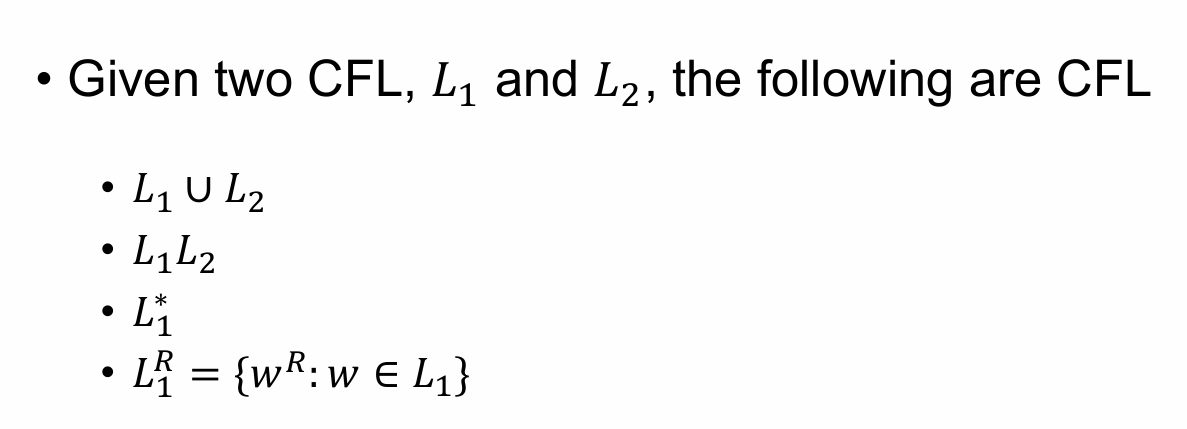 • Given two CFL, 𝐿₁ and 𝐿₂, the following are CFL
• 𝐿₁ ∪ 𝐿₂
• 𝐿₁𝐿₂
• 𝐿₁*
• 𝐿₁ᴿ = {𝑤ᴿ: 𝑤 ∈ 𝐿₁}